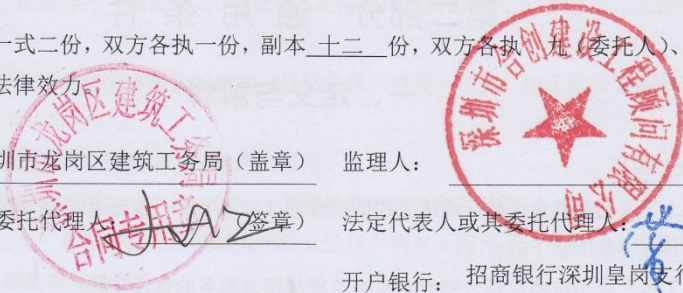 一式二份，双方各执一份，副本 十二 份，双方各执 九（委托人）、
法律效力。
深圳市合创建设工程顾问有限公司
圳市龙岗区建筑工务局（盖章） 监理人：
圳市龙岗区建筑工务局
合同专用章
委托代理人 签章） 法定代表人或其委托代理人：
开户银行： 招商银行深圳皇岗支行